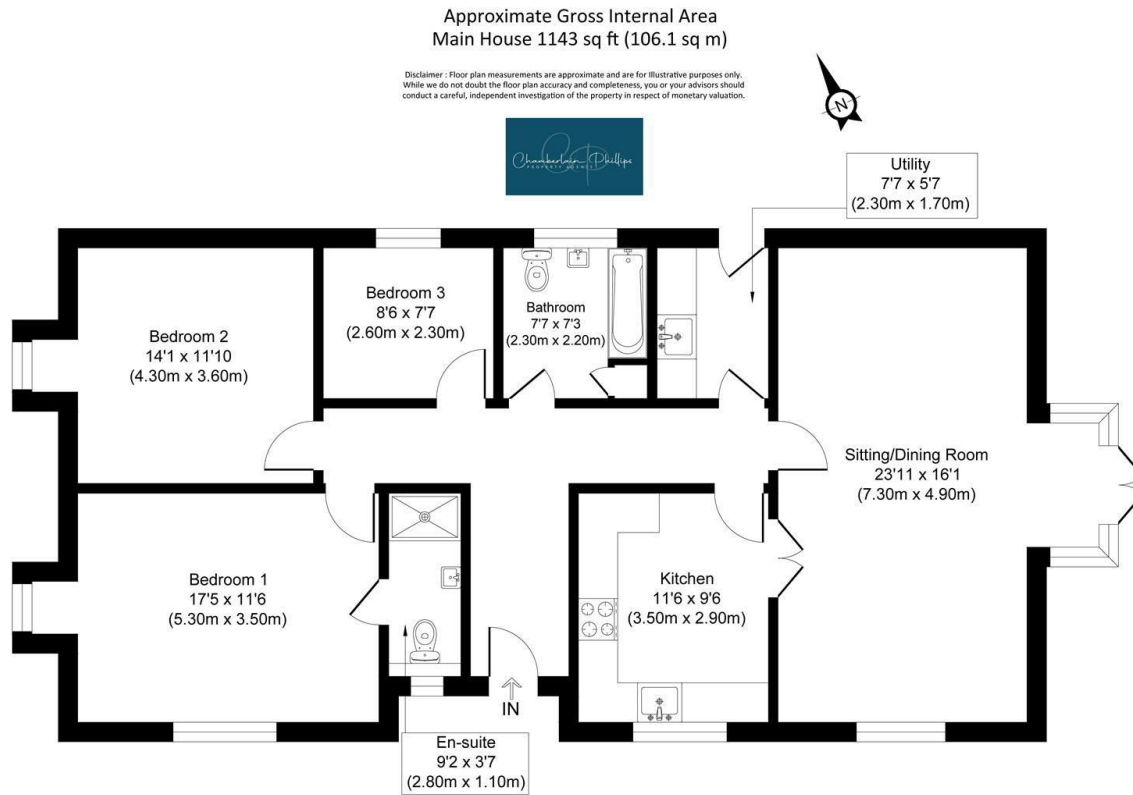 Approximate Gross Internal Area
Main House 1143 sq ft (106.1 sq m)
Disclaimer : Floor plan measurements are approximate and are for Illustrative purposes only.
While we do not doubt the floor plan accuracy and completeness, you or your advisors should
conduct a careful, independent investigation of the property in respect of monetary valuation.
Chamberlain Phillips
PROPERTY AGENTS
N
Utility
7'7 x 5'7
(2.30m x 1.70m)
Bedroom 2
14'1 x 11'10
(4.30m x 3.60m)
Bedroom 3
8'6 x 7'7
(2.60m x 2.30m)
Bathroom
7'7 x 7'3
(2.30m x 2.20m)
Sitting/Dining Room
23'11 x 16'1
(7.30m x 4.90m)
Bedroom 1
17'5 x 11'6
(5.30m x 3.50m)
Kitchen
11'6 x 9'6
(3.50m x 2.90m)
IN
En-suite
9'2 x 3'7
(2.80m x 1.10m)